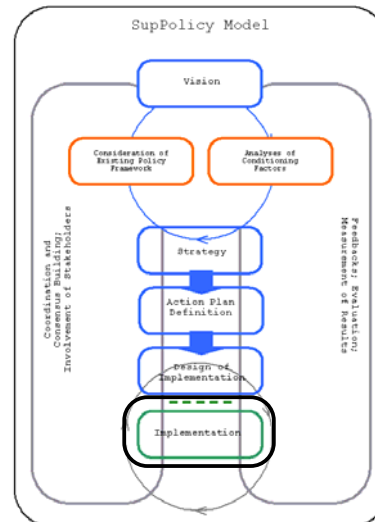 SupPolicy Model
Vision
Consideration of
Existing Policy
Framework
Analyses of
Conditioning
Factors
Coordination and
Consensus Building;
Involvement of Stakeholders
Feedbacks; Evaluation;
Measurement of Results
Strategy
Action Plan
Definition
Design of
Implementation
Implementation